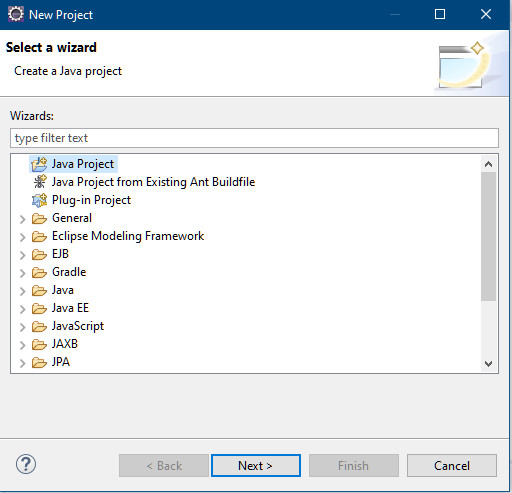 New Project
Select a wizard
Create a Java project
Wizards:
type filter text
Java Project
Java Project from Existing Ant Buildfile
Plug-in Project
General
Eclipse Modeling Framework
EJB
Gradle
Java
Java EE
JavaScript
JAXB
JPA
?
< Back
Next >
Finish
Cancel